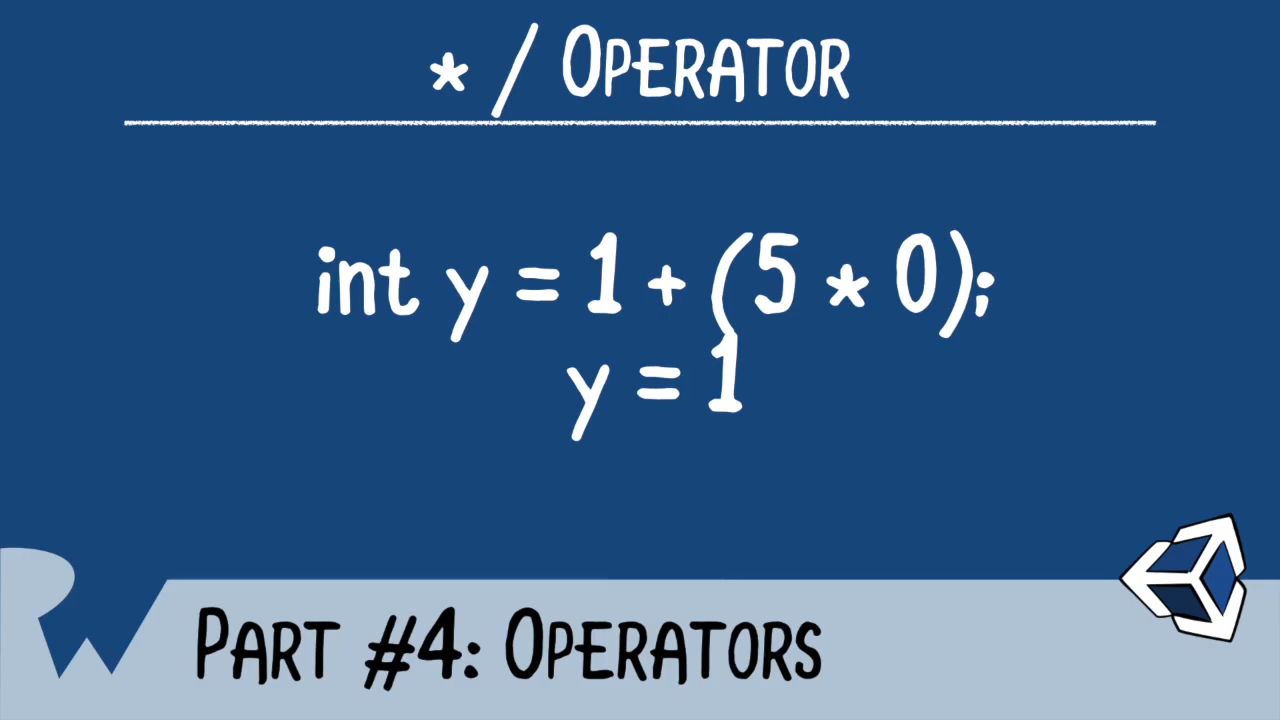 * / Operator
int y = 1 + (5 * 0);
y = 1
Part #4: Operators